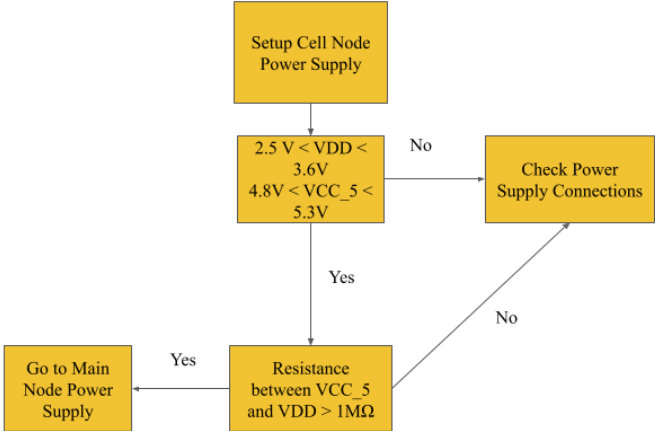 Setup Cell Node
Power Supply
2.5 V < VDD <
3.6V
4.8V < VCC_5 <
5.3V
No
Check Power
Supply Connections
Yes
No
Yes
Go to Main
Node Power
Supply
Resistance
between VCC_5
and VDD > 1MΩ